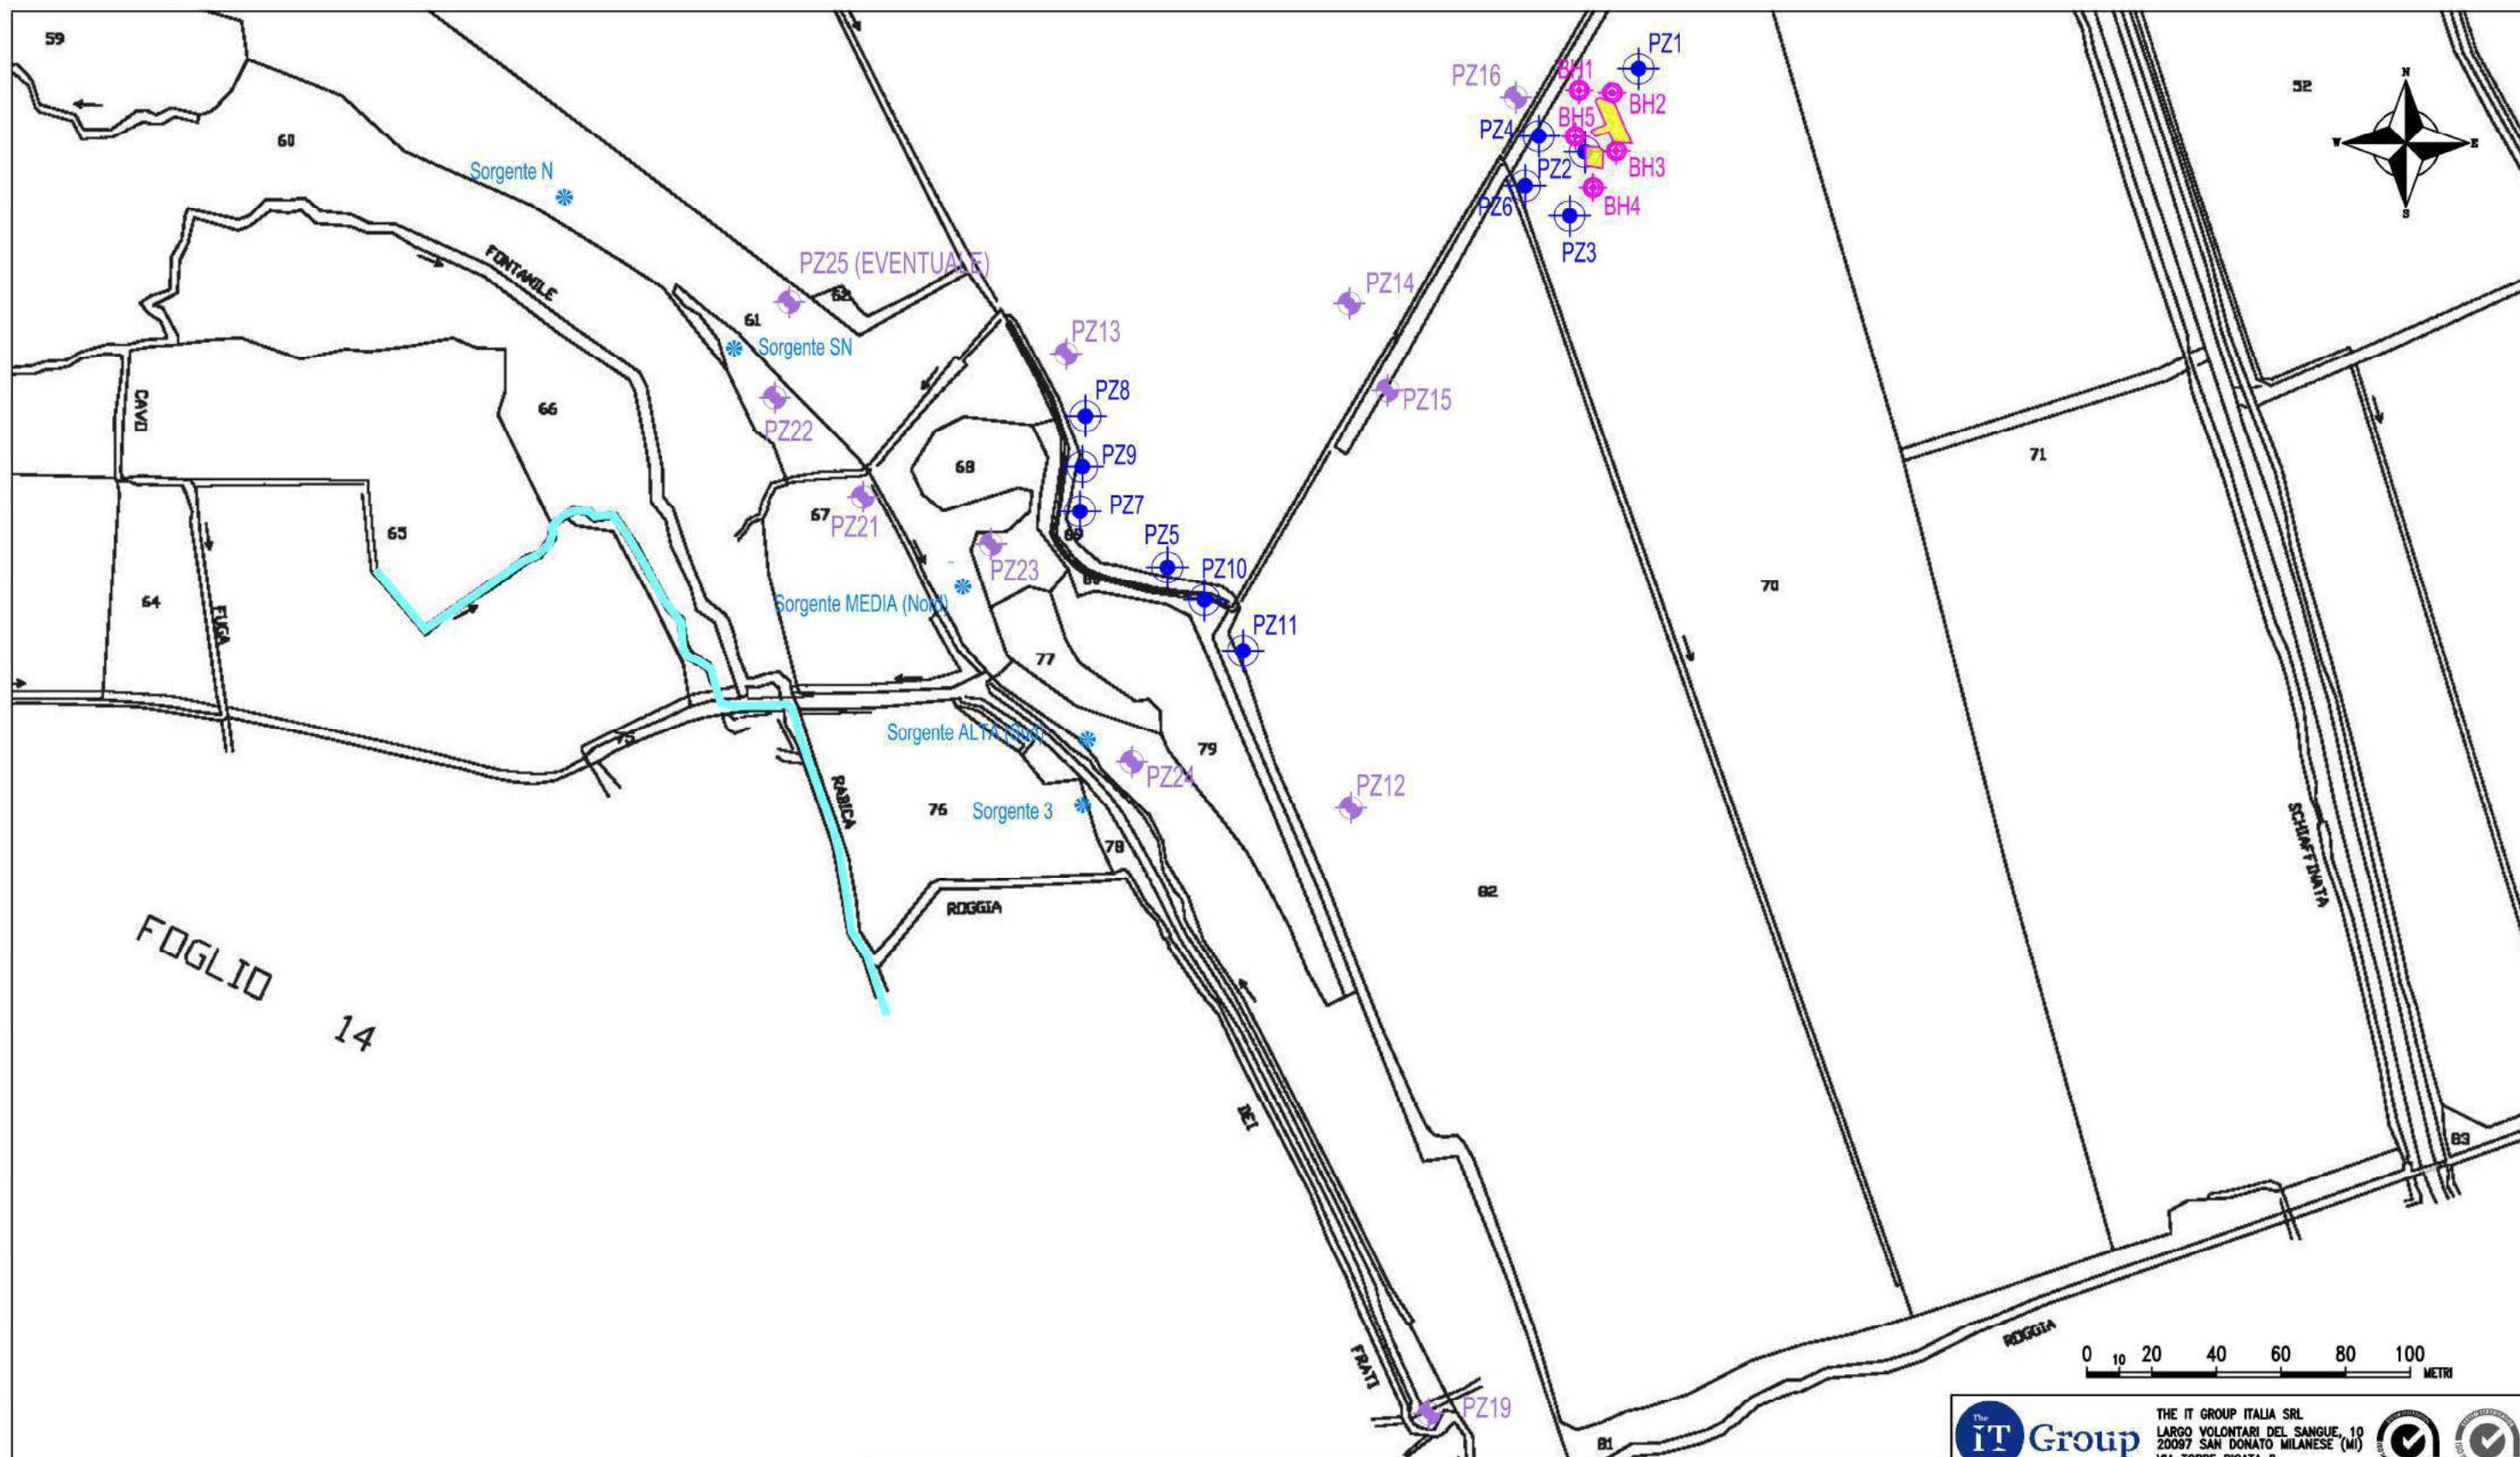 59
52
PZ1
PZ16
BH1
BH2
BH5
PZ4
60
N
W
E
S
PZ2
BH3
Sorgente N
PZ6
BH4
PZ3
FONTANILE
PZ25 (EVENTUALE)
62
PZ14
61
PZ13
Sorgente SN
PZ8
PZ15
CAVO
66
PZ22
PZ9
71
68
PZ7
67
PZ21
65
69
PZ5
PZ23
PZ10
70
64
Sorgente MEDIA (Nord)
FUGA
PZ11
77
Sorgente ALTA (Sud)
75
79
PZ24
PZ12
RABICA
76
Sorgente 3
SCHIAFFINATA
78
82
ROGGIA
FOGLIO
14
DEI
83
ROGGIA
0 10 20 40 60 80 100
METRI
FRATI
PZ19
81
The
iT Group
THE IT GROUP ITALIA SRL
LARGO VOLONTARI DEL SANGUE, 10
20097 SAN DONATO MILANESE (MI)